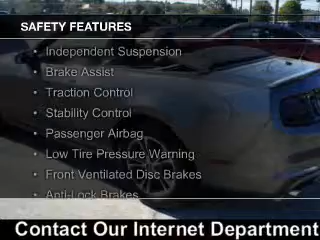 SAFETY FEATURES
• Independent Suspension
• Brake Assist
• Traction Control
• Stability Control
• Passenger Airbag
• Low Tire Pressure Warning
• Front Ventilated Disc Brakes
• Anti-Lock Brakes
Contact Our Internet Department